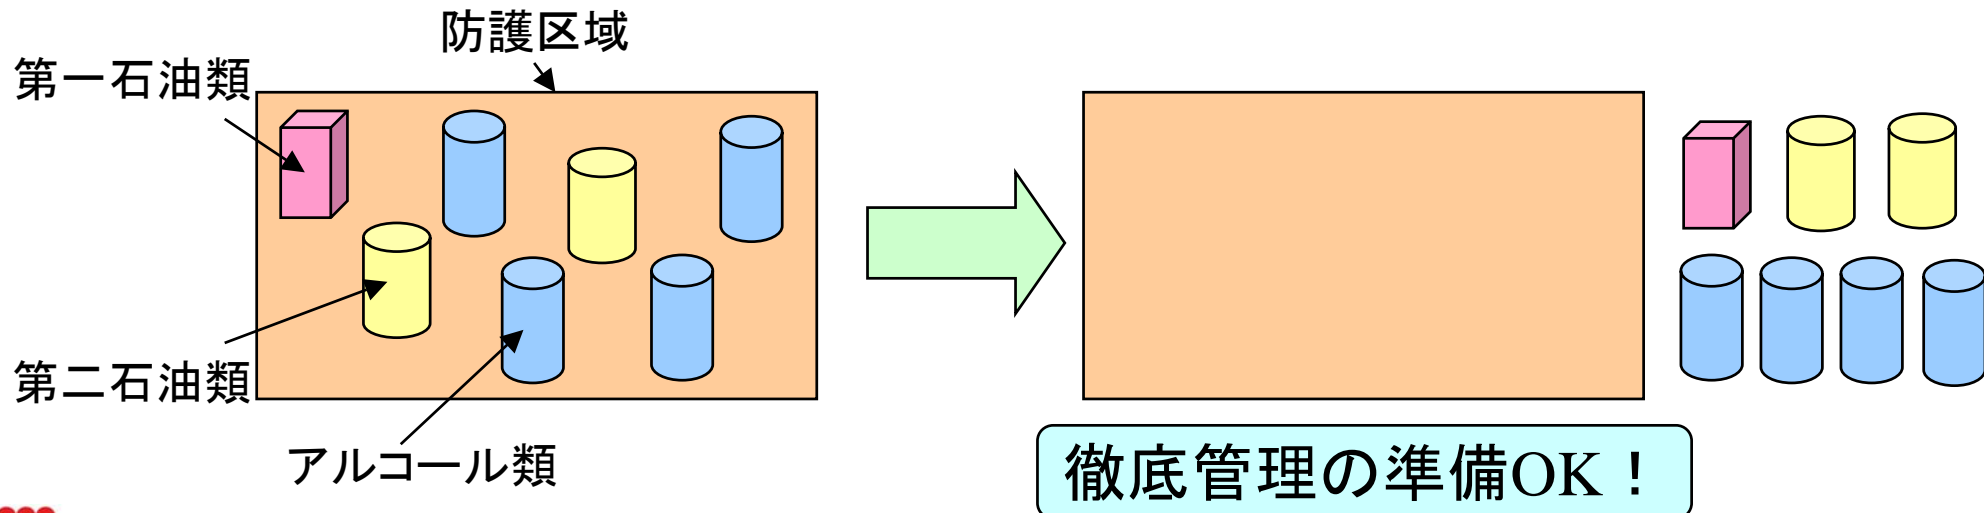 防護区域
第一石油類
第二石油類
アルコール類
徹底管理の準備OK！